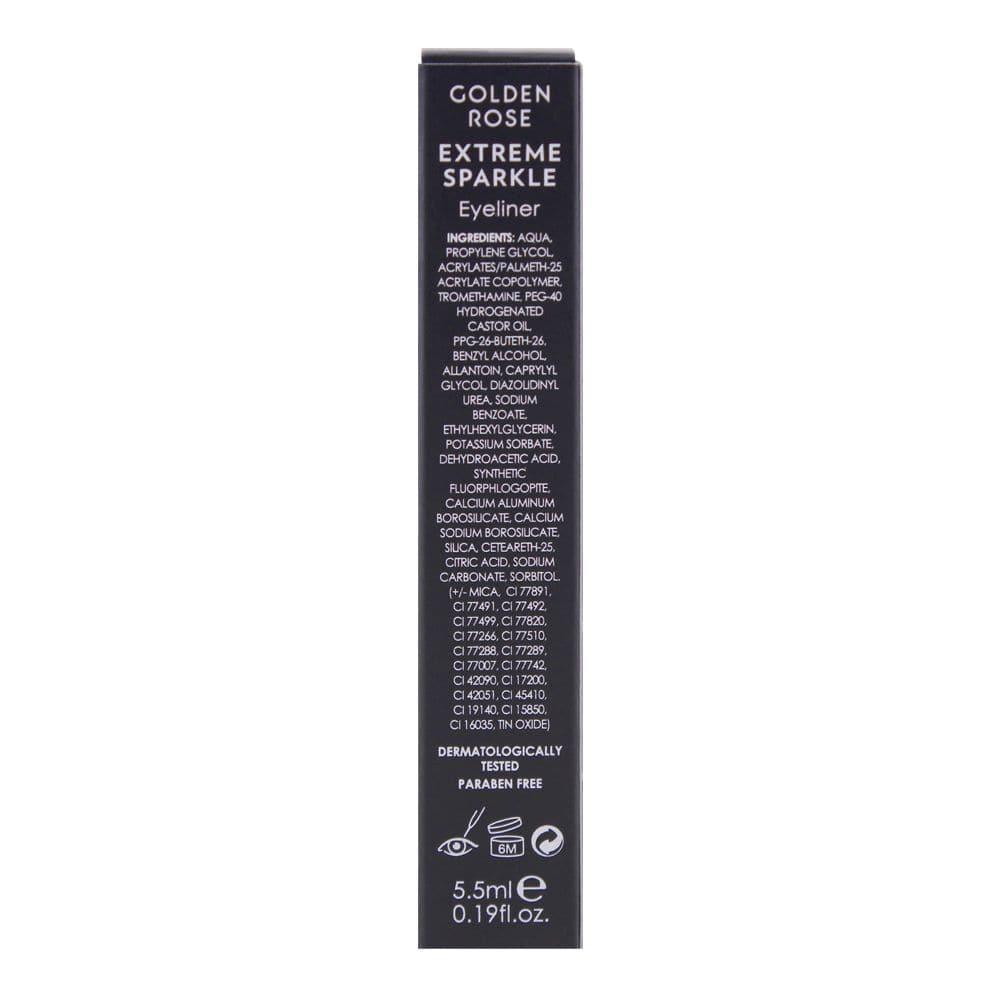 GOLDEN
ROSE
EXTREME
SPARKLE
Eyeliner
INGREDIENTS: AQUA,
PROPYLENE GLYCOL,
ACRYLATES/PALMETH-25
ACRYLATE COPOLYMER,
TROMETHAMINE, PEG-40
HYDROGENATED
CASTOR OIL,
PPG-26-BUTETH-26,
BENZYL ALCOHOL,
ALLANTOIN, CAPRYLYL
GLYCOL, DIAZOLIDINYL
UREA, SODIUM
BENZOATE,
ETHYLHEXYLGLYCERIN,
POTASSIUM SORBATE,
DEHYDROACETIC ACID,
SYNTHETIC
FLUORPHLOGOPITE,
CALCIUM ALUMINUM
BOROSILICATE, CALCIUM
SODIUM BOROSILICATE,
SILICA, CETEARETH-25,
CITRIC ACID, SODIUM
CARBONATE, SORBITOL.
(+/- MICA, CI 77891,
CI 77491, CI 77492,
CI 77499, CI 77820,
CI 77266, CI 77510,
CI 77288, CI 77289,
CI 77007, CI 77742,
CI 42090, CI 17200,
CI 42051, CI 45410,
CI 19140, CI 15850,
CI 16035, TIN OXIDE)
DERMATOLOGICALLY
TESTED
PARABEN FREE
6M
5.5ml e
0.19fl.oz.